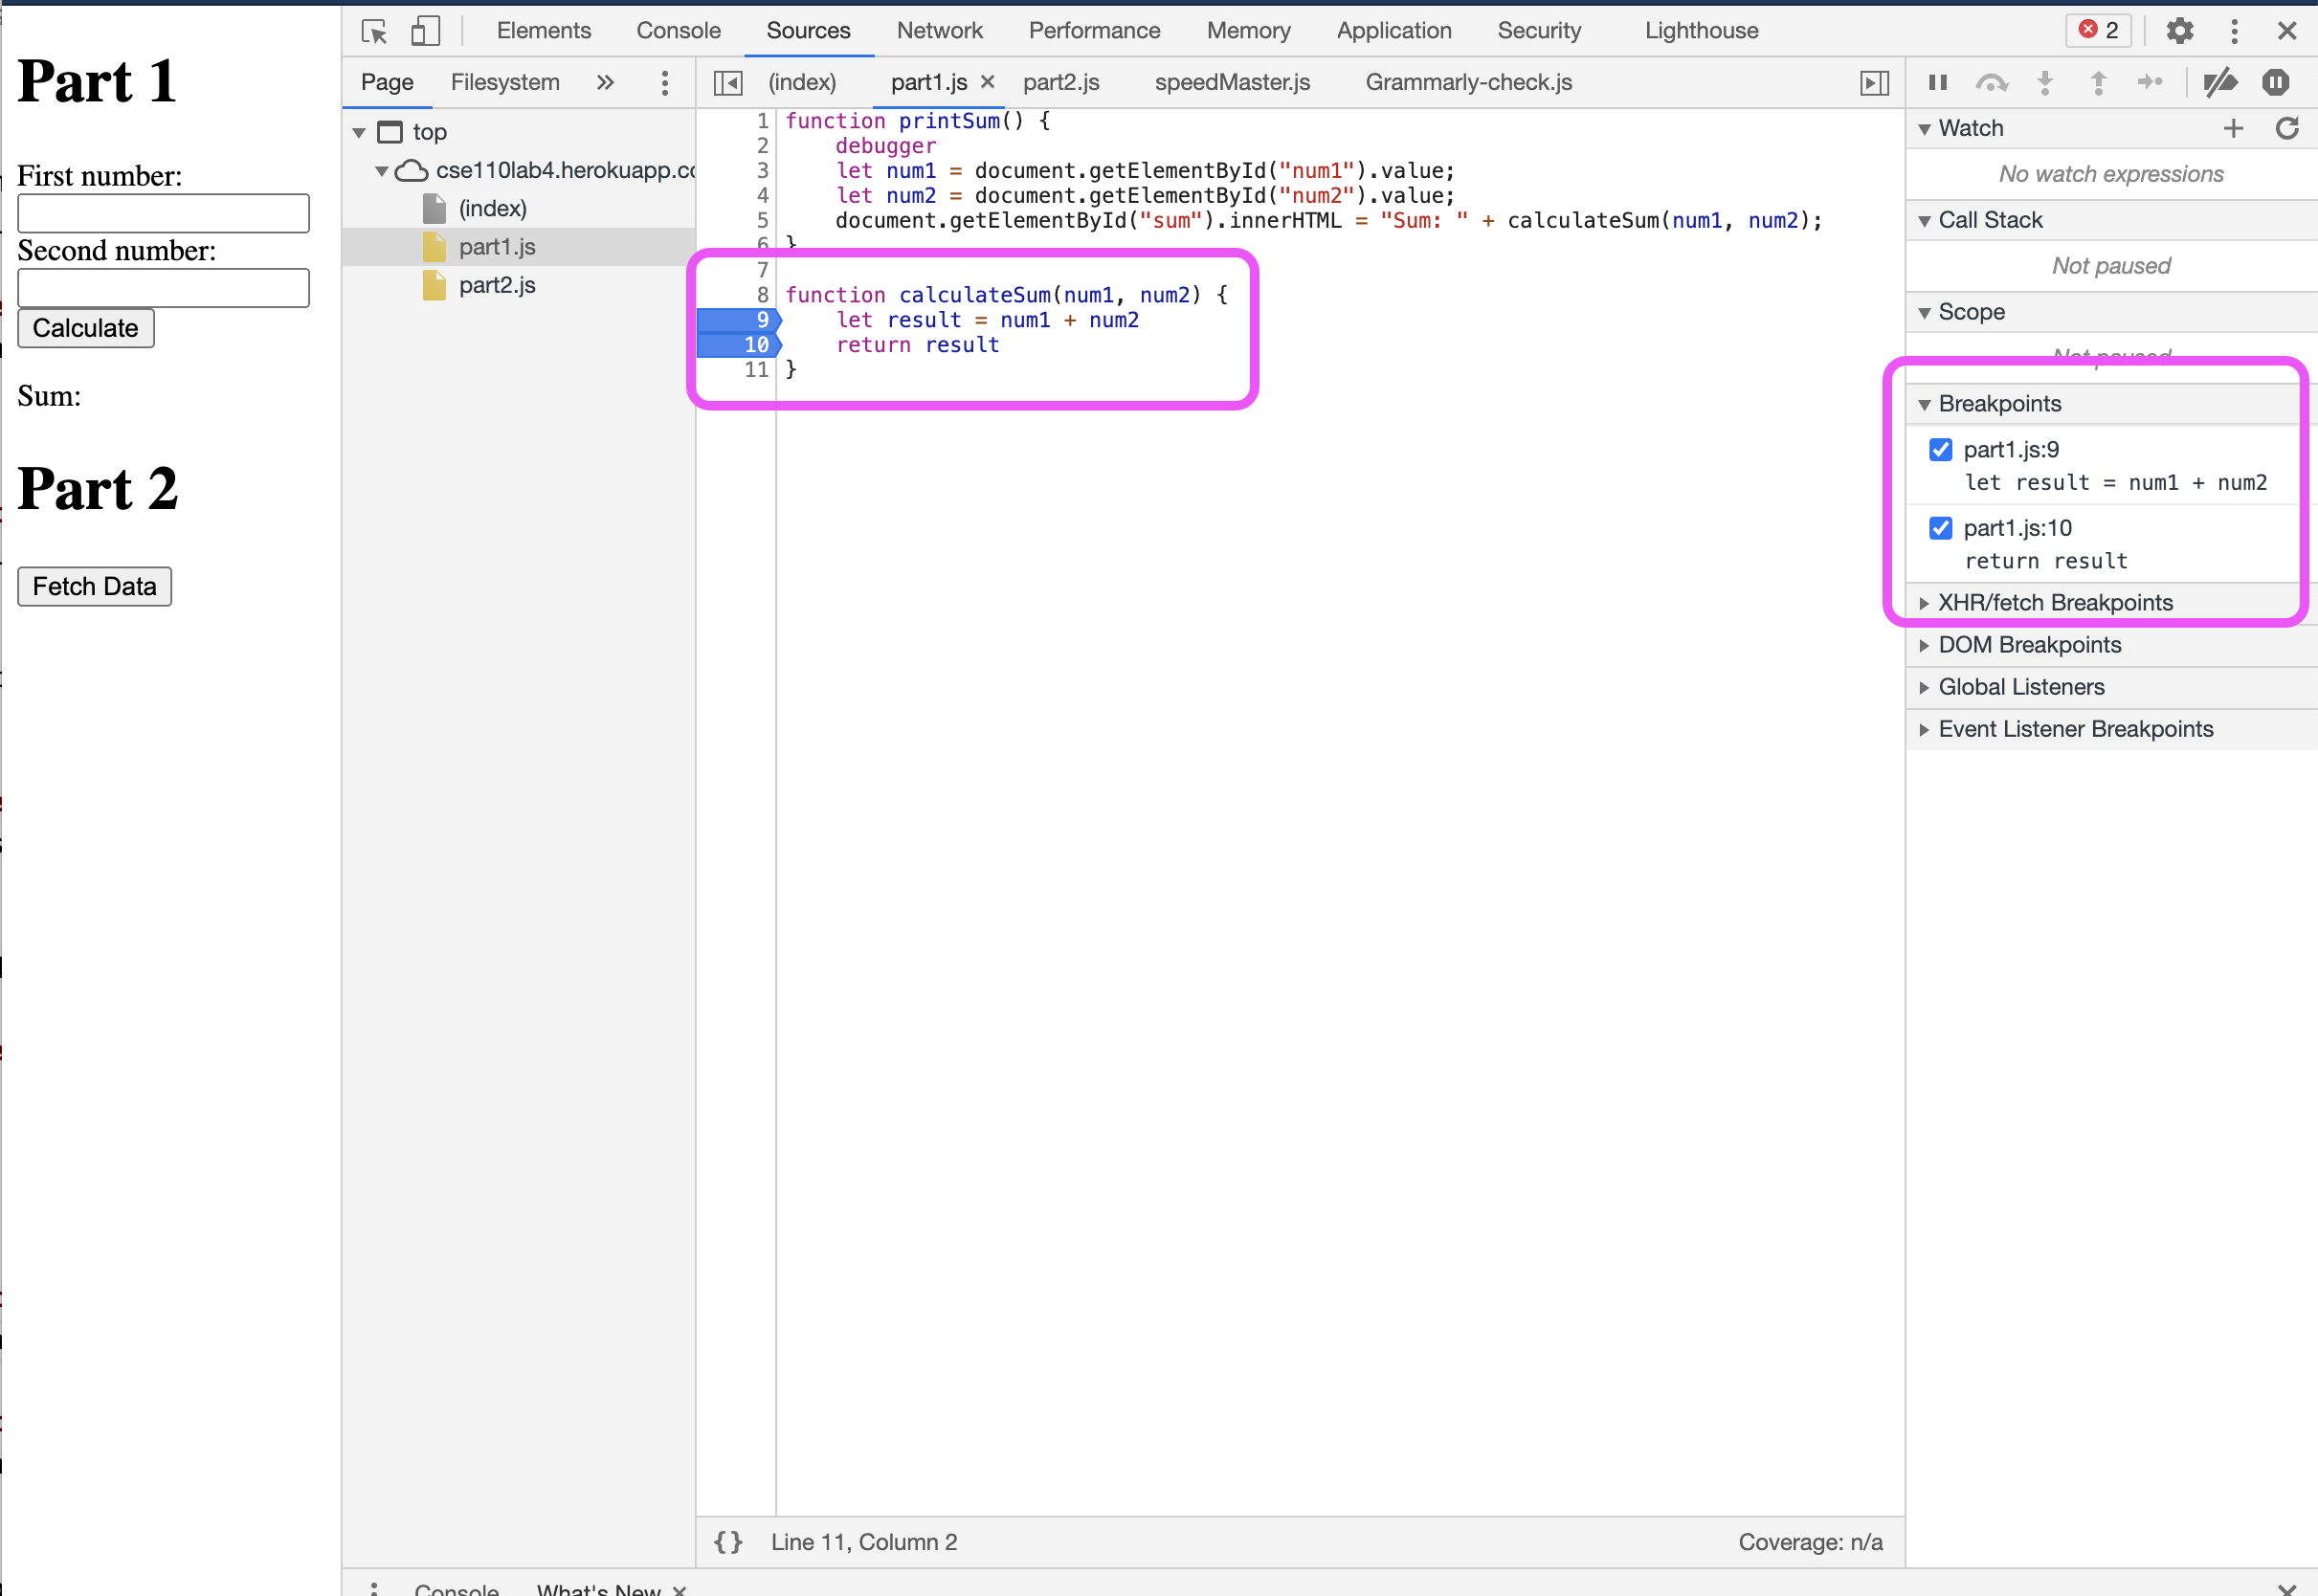 Part 1
First number:
Second number:
Calculate
Sum:
Part 2
Fetch Data
Elements Console Sources Network Performance Memory Application Security Lighthouse 2
Page Filesystem
top
cse110lab4.herokuapp.co
(index)
part1.js
part2.js
(index) part1.js part2.js speedMaster.js Grammarly-check.js
1 function printSum() {
2 debugger
3 let num1 = document.getElementById("num1").value;
4 let num2 = document.getElementById("num2").value;
5 document.getElementById("sum").innerHTML = "Sum: " + calculateSum(num1, num2);
6 }
7
8 function calculateSum(num1, num2) {
9 let result = num1 + num2
10 return result
11 }
{} Line 11, Column 2 Coverage: n/a
Watch
No watch expressions
Call Stack
Not paused
Scope
Not paused
Breakpoints
part1.js:9
let result = num1 + num2
part1.js:10
return result
XHR/fetch Breakpoints
DOM Breakpoints
Global Listeners
Event Listener Breakpoints
Console What's New